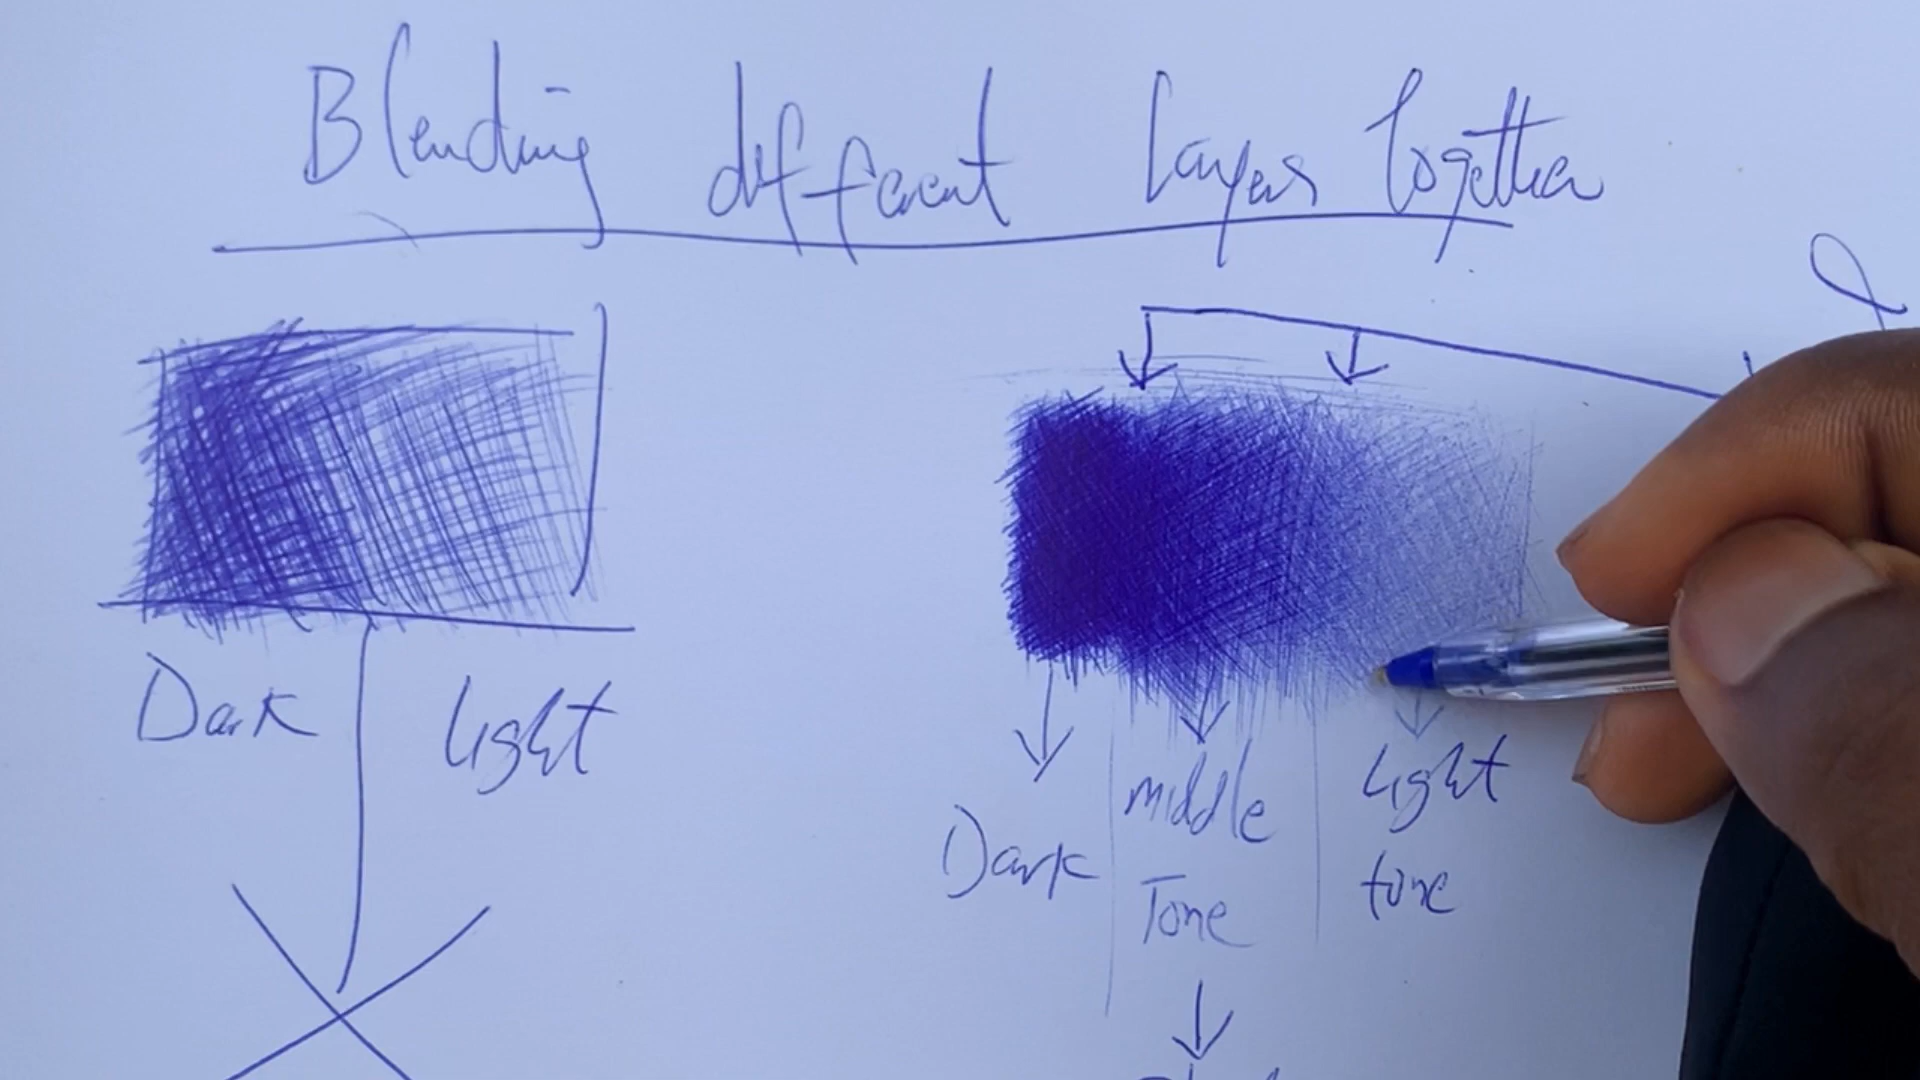 Blending different layers together
Dark
light
Dark
middle
Tone
light
tone